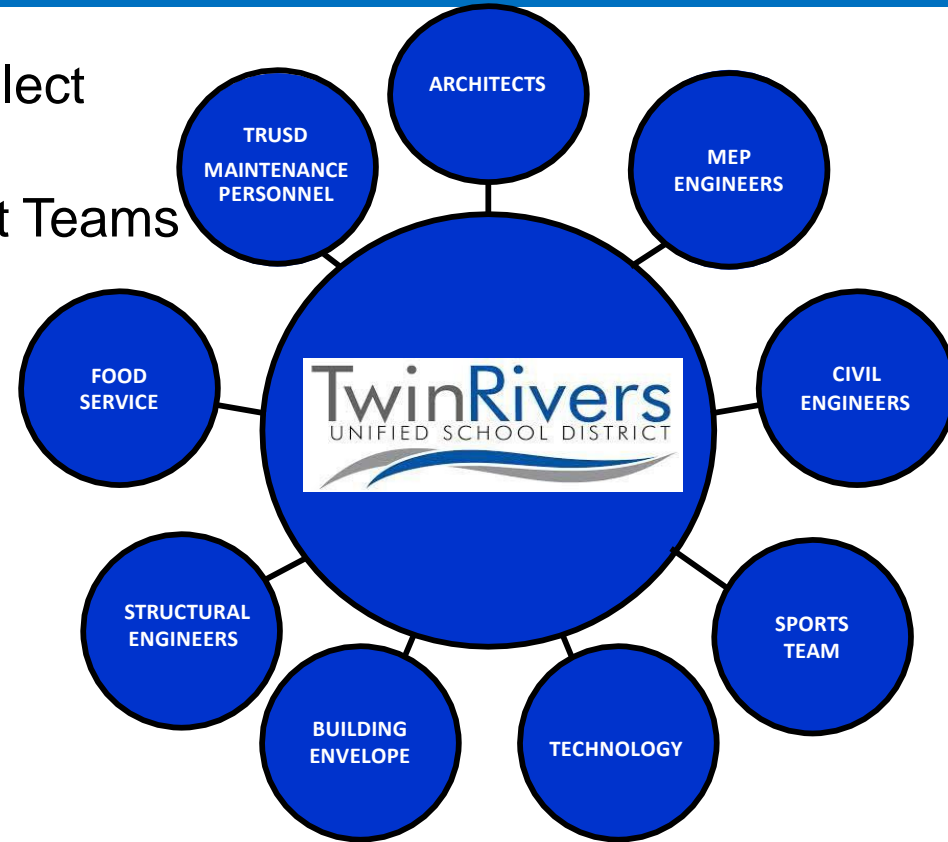 lect
t Teams
ARCHITECTS
MEP
ENGINEERS
CIVIL
ENGINEERS
SPORTS
TEAM
TECHNOLOGY
BUILDING
ENVELOPE
STRUCTURAL
ENGINEERS
FOOD
SERVICE
TRUSD
MAINTENANCE
PERSONNEL
TwinRivers
UNIFIED SCHOOL DISTRICT